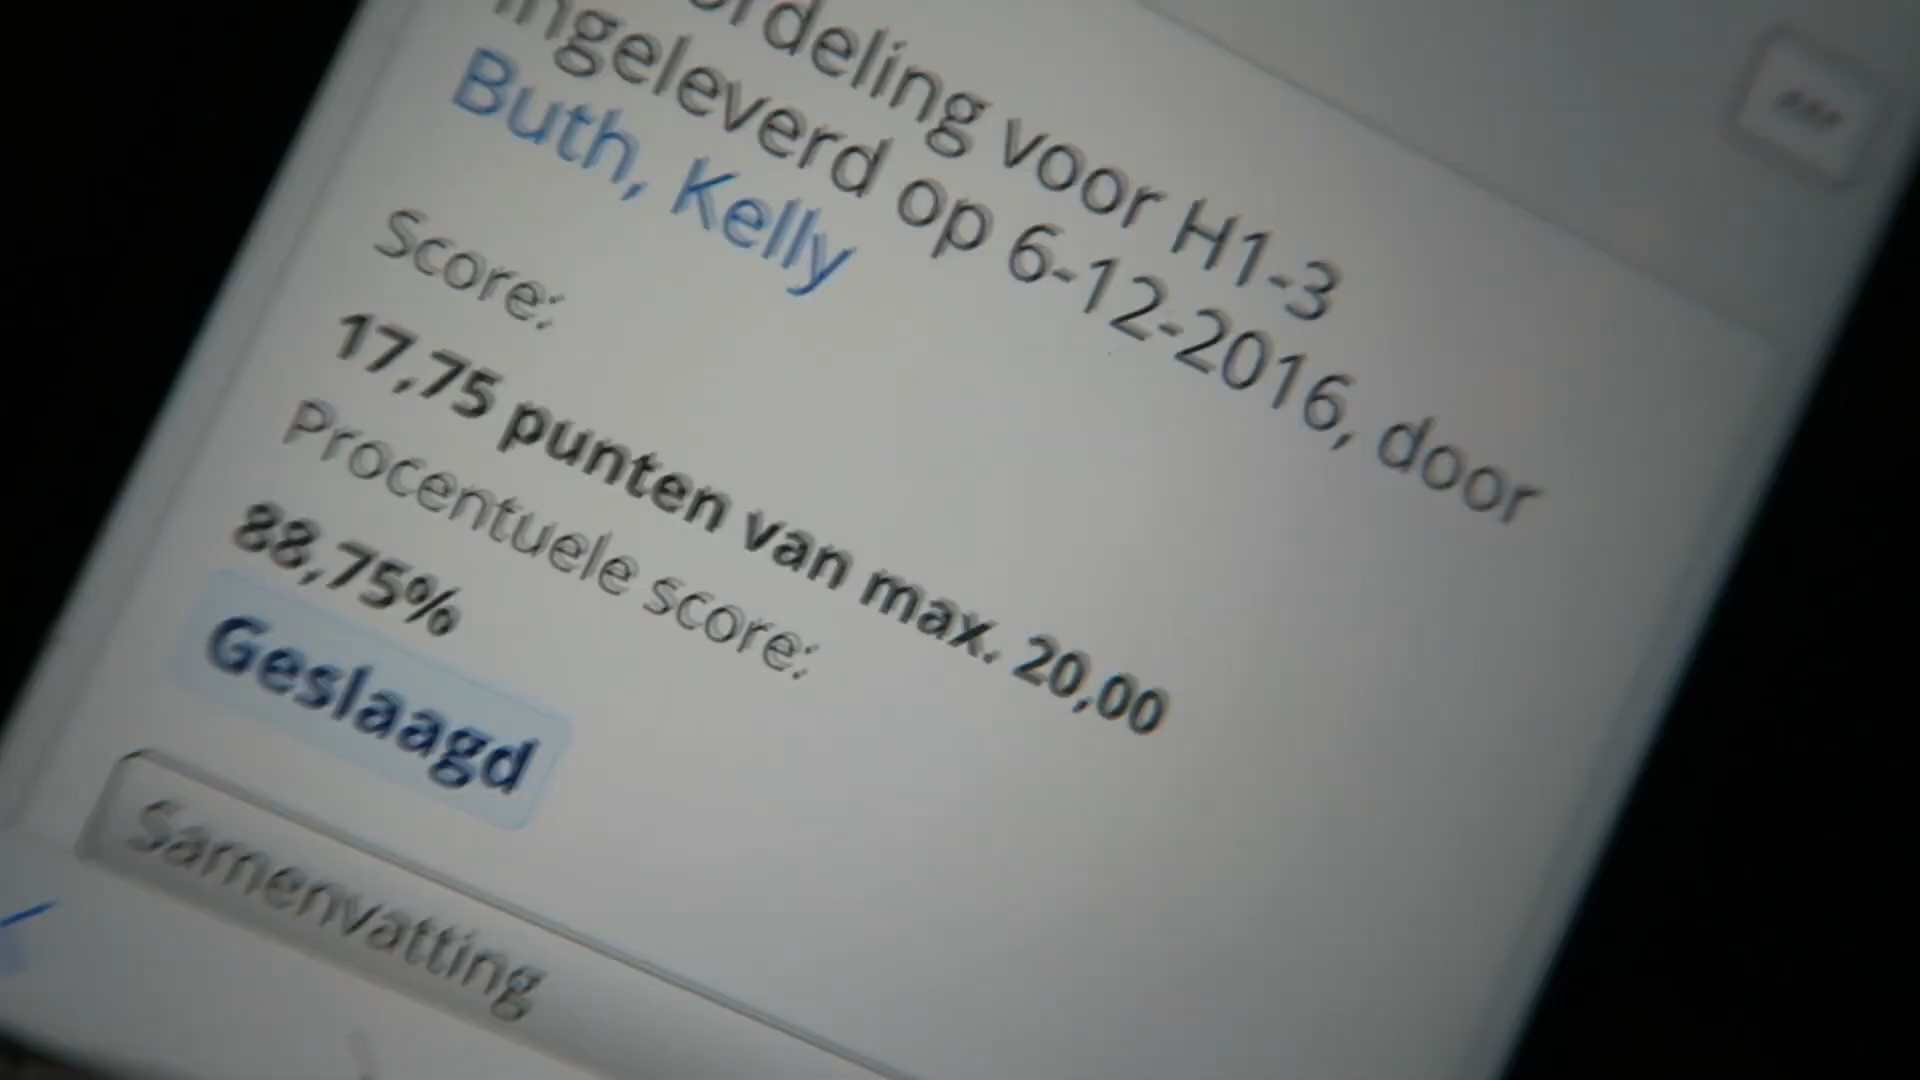 ordeling voor H1-3
ingeleverd op 6-12-2016, door
Buth, Kelly
Score:
17,75 punten van max. 20,00
Procentuele score:
88,75%
Geslaagd
Samenvatting